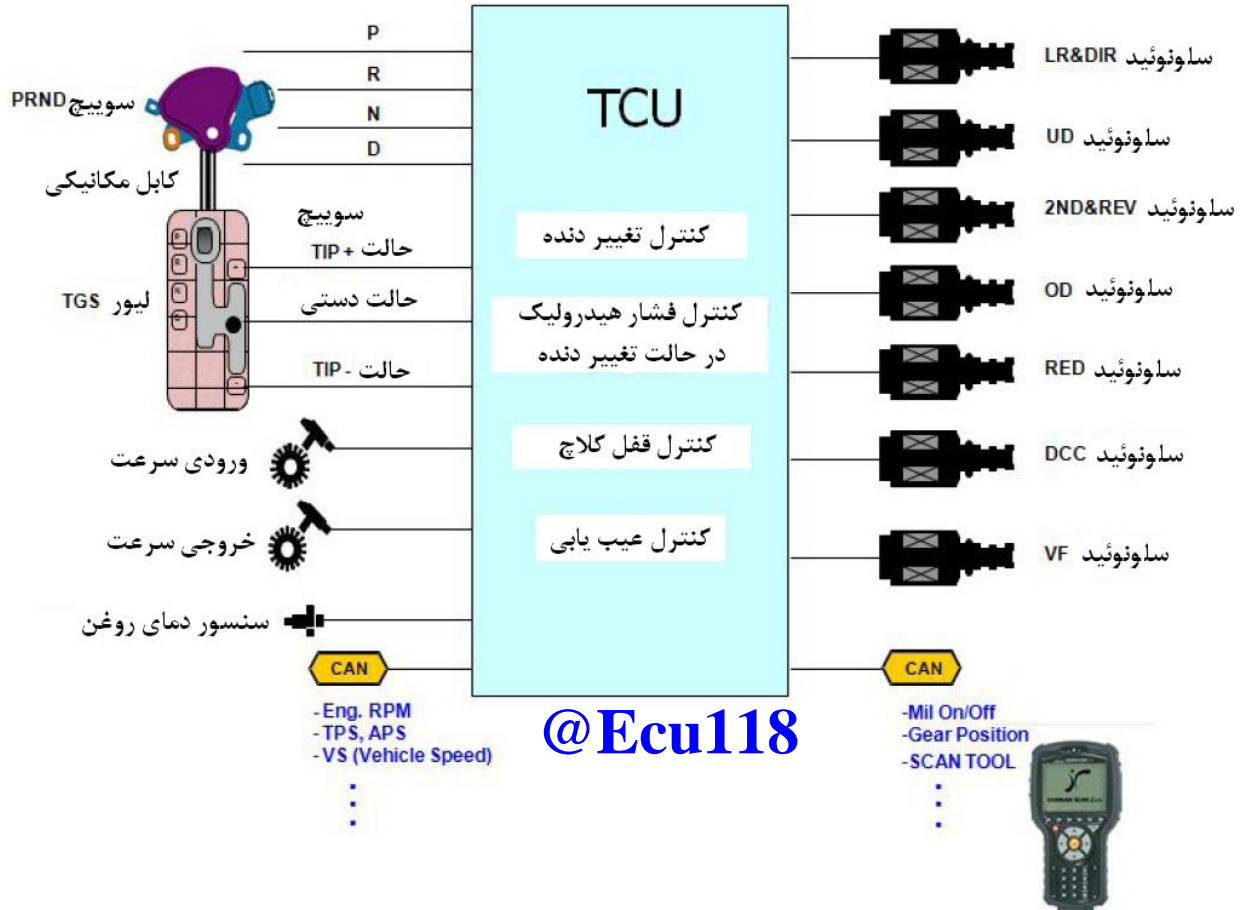 P
R
N
D
سوییچ PRND
کابل مکانیکی
سوییچ
حالت + TIP
لیور TGS
حالت دستی
حالت - TIP
ورودی سرعت
خروجی سرعت
سنسور دمای روغن
CAN
-Eng. RPM
-TPS, APS
-VS (Vehicle Speed)
TCU
کنترل تغییر دنده
کنترل فشار هیدرولیک
در حالت تغییر دنده
کنترل قفل کلاچ
کنترل عیب یابی
@Ecu118
سلونوئید LR&DIR
سلونوئید UD
سلونوئید 2ND&REV
سلونوئید OD
سلونوئید RED
سلونوئید DCC
سلونوئید VF
CAN
-Mil On/Off
-Gear Position
-SCAN TOOL